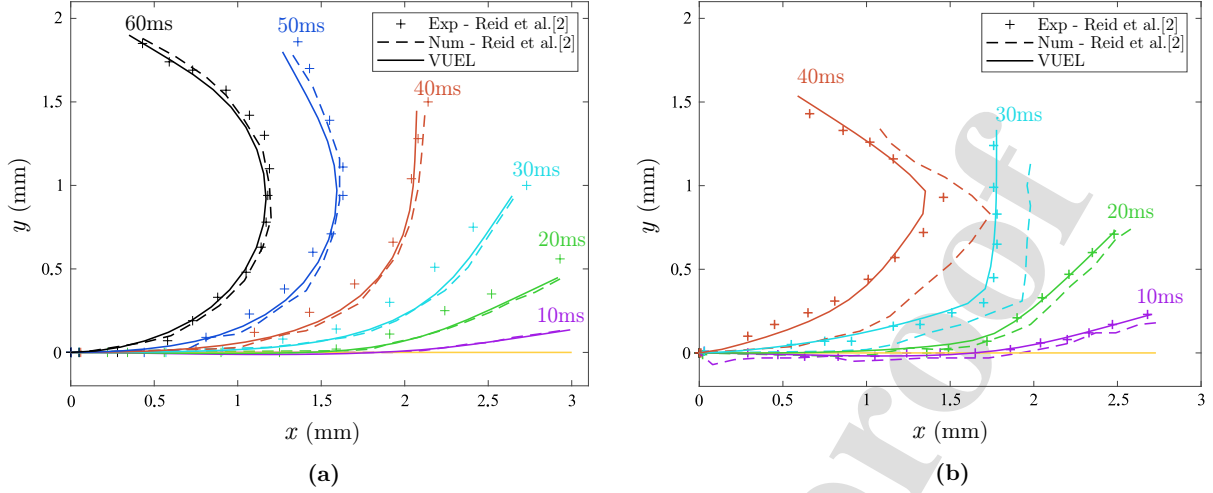 2
1.5
1
0.5
0
y (mm)
60ms
50ms
40ms
30ms
20ms
10ms
Exp - Reid et al.[2]
Num - Reid et al.[2]
VUEL
0 0.5 1 1.5 2 2.5 3
x (mm)
(a)
2
1.5
1
0.5
0
y (mm)
40ms
30ms
20ms
10ms
Exp - Reid et al.[2]
Num - Reid et al.[2]
VUEL
0 0.5 1 1.5 2 2.5 3
x (mm)
(b)
proof